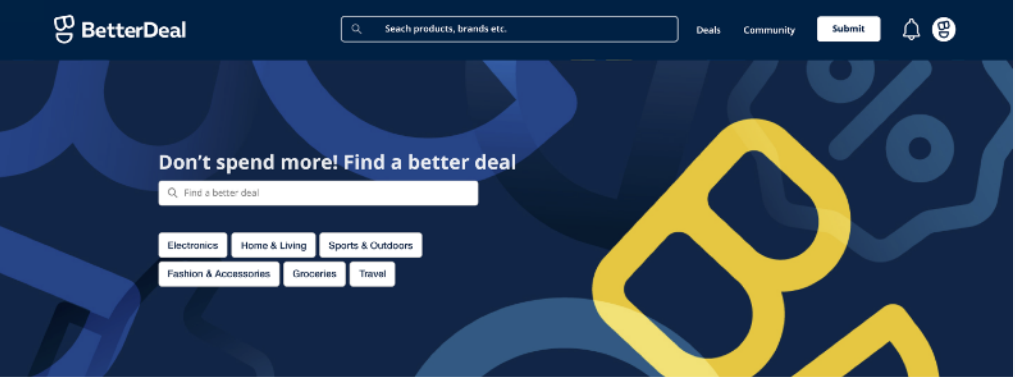 BetterDeal
Seach products, brands etc.
Deals
Community
Submit
Don't spend more! Find a better deal
Find a better deal
Electronics
Home & Living
Sports & Outdoors
Fashion & Accessories
Groceries
Travel